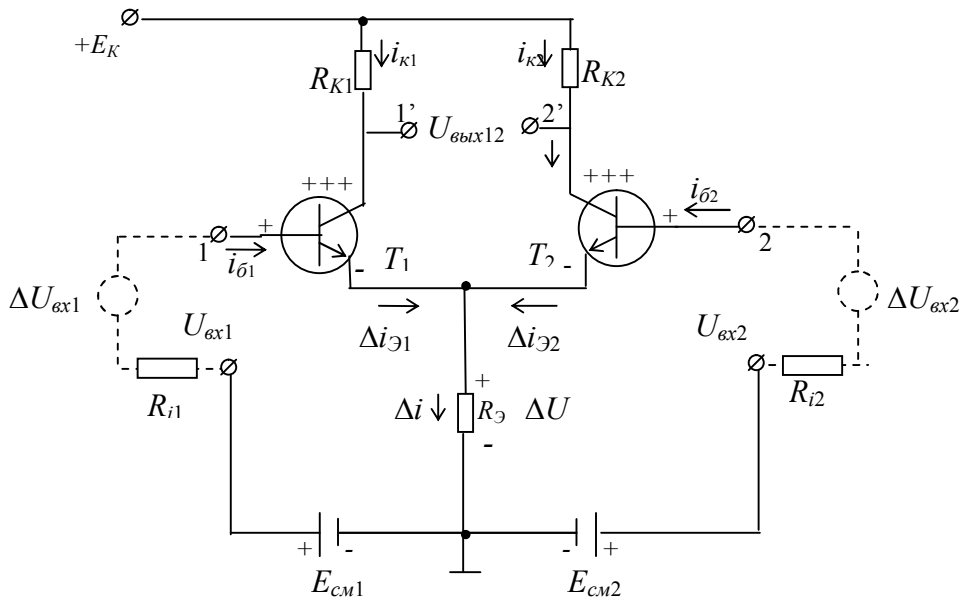 +E_К
i_к1
i_к2
R_К1
R_К2
1’
U_вых12
2’
+++
+++
+
i_б2
+
1
2
i_б1
-
T_1
T_2
-
ΔU_вх1
ΔU_вх2
U_вх1
Δi_Э1
Δi_Э2
U_вх2
R_i1
R_i2
+
Δi
R_Э
ΔU
-
+
-
-
+
E_см1
E_см2